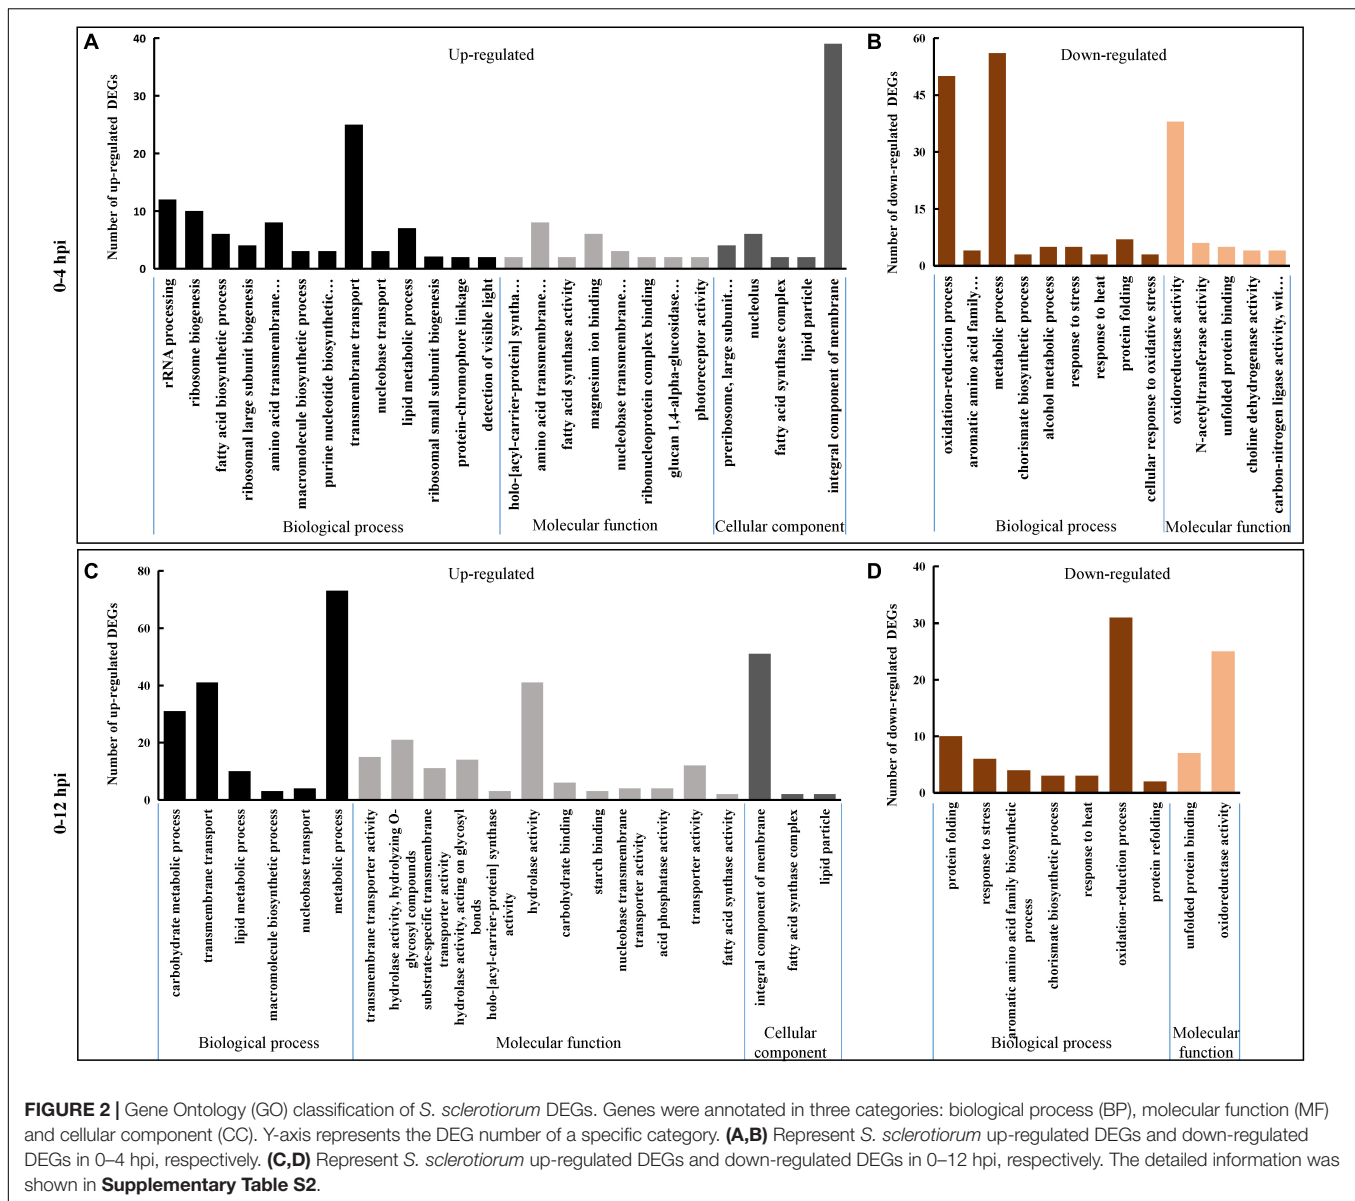 A
Up-regulated
Number of up-regulated DEGs
40
30
20
10
0
rRNA processing
ribosome biogenesis
fatty acid biosynthetic process
ribosomal large subunit biogenesis
amino acid transmembrane…
macromolecule biosynthetic process
purine nucleotide biosynthetic…
transmembrane transport
nucleobase transport
lipid metabolic process
ribosomal small subunit biogenesis
protein-chromophore linkage
detection of visible light
holo-[acyl-carrier-protein] syntha…
amino acid transmembrane…
fatty acid synthase activity
magnesium ion binding
nucleobase transmembrane…
ribonucleoprotein complex binding
glucan 1,4-alpha-glucosidase…
photoreceptor activity
preribosome, large subunit…
nucleolus
fatty acid synthase complex
lipid particle
integral component of membrane
Biological process
Molecular function
Cellular component
0–4 hpi
B
Down-regulated
Number of down-regulated DEGs
60
45
30
15
0
oxidation-reduction process
aromatic amino acid family…
metabolic process
chorismate biosynthetic process
alcohol metabolic process
response to stress
response to heat
protein folding
cellular response to oxidative stress
oxidoreductase activity
N-acetyltransferase activity
unfolded protein binding
choline dehydrogenase activity
carbon-nitrogen ligase activity, wit…
Biological process
Molecular function
C
Up-regulated
Number of up-regulated DEGs
80
60
40
20
0
carbohydrate metabolic process
transmembrane transport
lipid metabolic process
macromolecule biosynthetic process
nucleobase transport
metabolic process
transmembrane transporter activity
hydrolase activity, hydrolyzing O-
glycosyl compounds
substrate-specific transmembrane
transporter activity
hydrolase activity, acting on glycosyl
bonds
holo-[acyl-carrier-protein] synthase
activity
hydrolase activity
carbohydrate binding
starch binding
nucleobase transmembrane
transporter activity
acid phosphatase activity
transporter activity
fatty acid synthase activity
integral component of membrane
fatty acid synthase complex
lipid particle
Biological process
Molecular function
Cellular
component
0-12 hpi
D
Down-regulated
Number of down-regulated DEGs
40
30
20
10
0
protein folding
response to stress
aromatic amino acid family biosynthetic
process
chorismate biosynthetic process
response to heat
oxidation-reduction process
protein refolding
unfolded protein binding
oxidoreductase activity
Biological process
Molecular
function
FIGURE 2 | Gene Ontology (GO) classification of S. sclerotiorum DEGs. Genes were annotated in three categories: biological process (BP), molecular function (MF)
and cellular component (CC). Y-axis represents the DEG number of a specific category. (A,B) Represent S. sclerotiorum up-regulated DEGs and down-regulated
DEGs in 0–4 hpi, respectively. (C,D) Represent S. sclerotiorum up-regulated DEGs and down-regulated DEGs in 0–12 hpi, respectively. The detailed information was
shown in Supplementary Table S2.